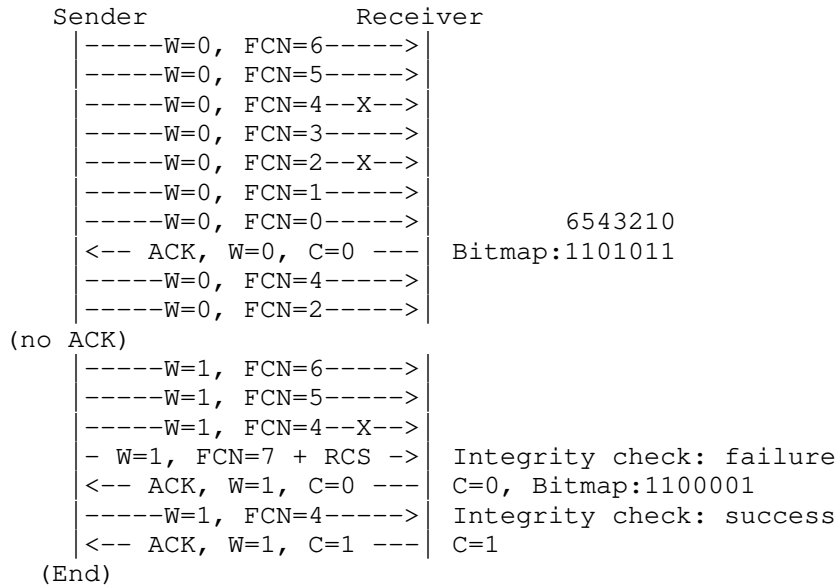 Sender                Receiver
|-----W=0, FCN=6----->|
|-----W=0, FCN=5----->|
|-----W=0, FCN=4--X-->|
|-----W=0, FCN=3----->|
|-----W=0, FCN=2--X-->|
|-----W=0, FCN=1----->|
|-----W=0, FCN=0----->|        6543210
|<-- ACK, W=0, C=0 ---| Bitmap:1101011
|-----W=0, FCN=4----->|
|-----W=0, FCN=2----->|
(no ACK)
|-----W=1, FCN=6----->|
|-----W=1, FCN=5----->|
|-----W=1, FCN=4--X-->|
|- W=1, FCN=7 + RCS ->| Integrity check: failure
|<-- ACK, W=1, C=0 ---| C=0, Bitmap:1100001
|-----W=1, FCN=4----->| Integrity check: success
|<-- ACK, W=1, C=1 ---| C=1
(End)